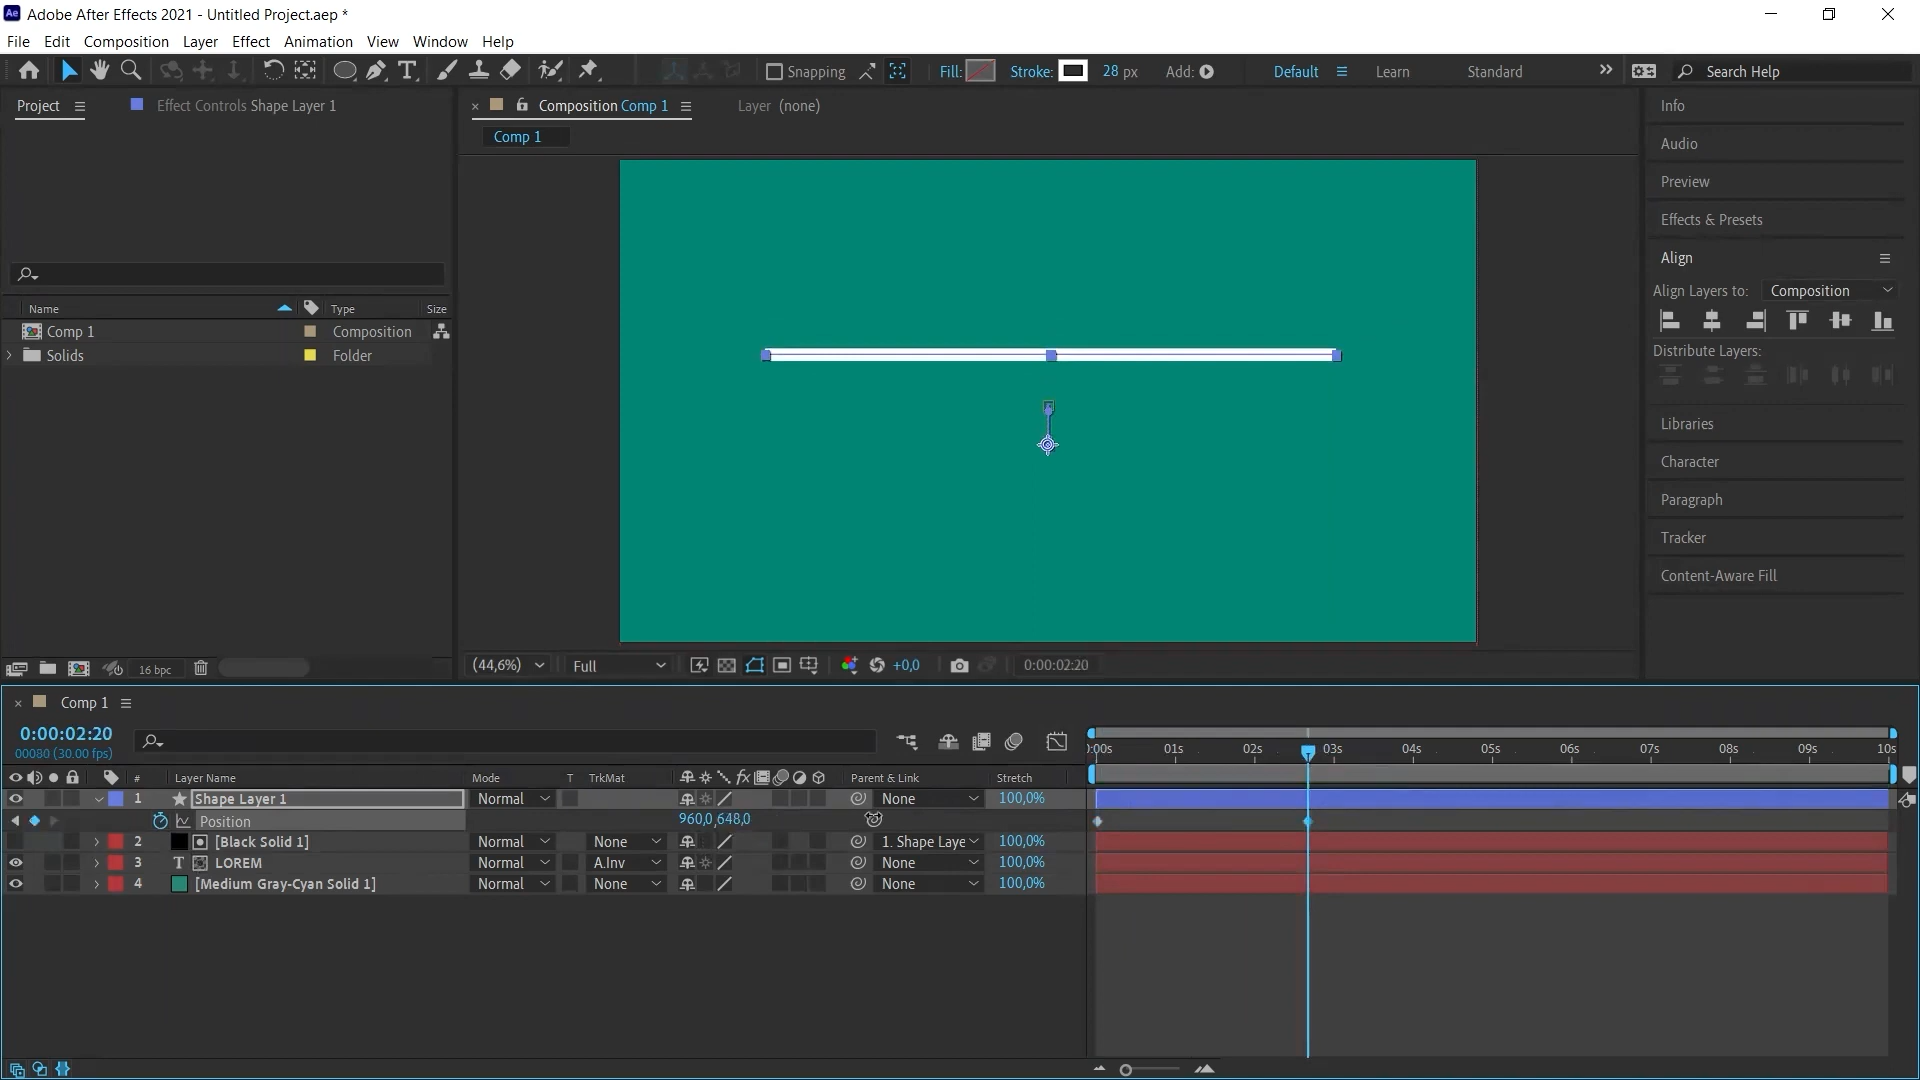 Adobe After Effects 2021 - Untitled Project.aep *
File Edit Composition Layer Effect Animation View Window Help
Snapping Fill: Stroke: 28 px Add: Default Learn Standard Search Help
Project Effect Controls Shape Layer 1
Composition Comp 1 Layer (none)
Comp 1
Name Type Size
Comp 1 Composition
Solids Folder
Info
Audio
Preview
Effects & Presets
Align
Align Layers to: Composition
Distribute Layers:
Libraries
Character
Paragraph
Tracker
Content-Aware Fill
16 bpc
(44,6%) Full +0,0 0:00:02:20
Comp 1
0:00:02:20
00080 (30.00 fps)
0:00s 01s 02s 03s 04s 05s 06s 07s 08s 09s 10s
# Layer Name Mode T TrkMat fx Parent & Link Stretch
1 Shape Layer 1 Normal None 100,0%
Position 960,0,648,0
2 [Black Solid 1] Normal None 1. Shape Laye 100,0%
3 T LOREM Normal A.Inv None 100,0%
4 [Medium Gray-Cyan Solid 1] Normal None None 100,0%